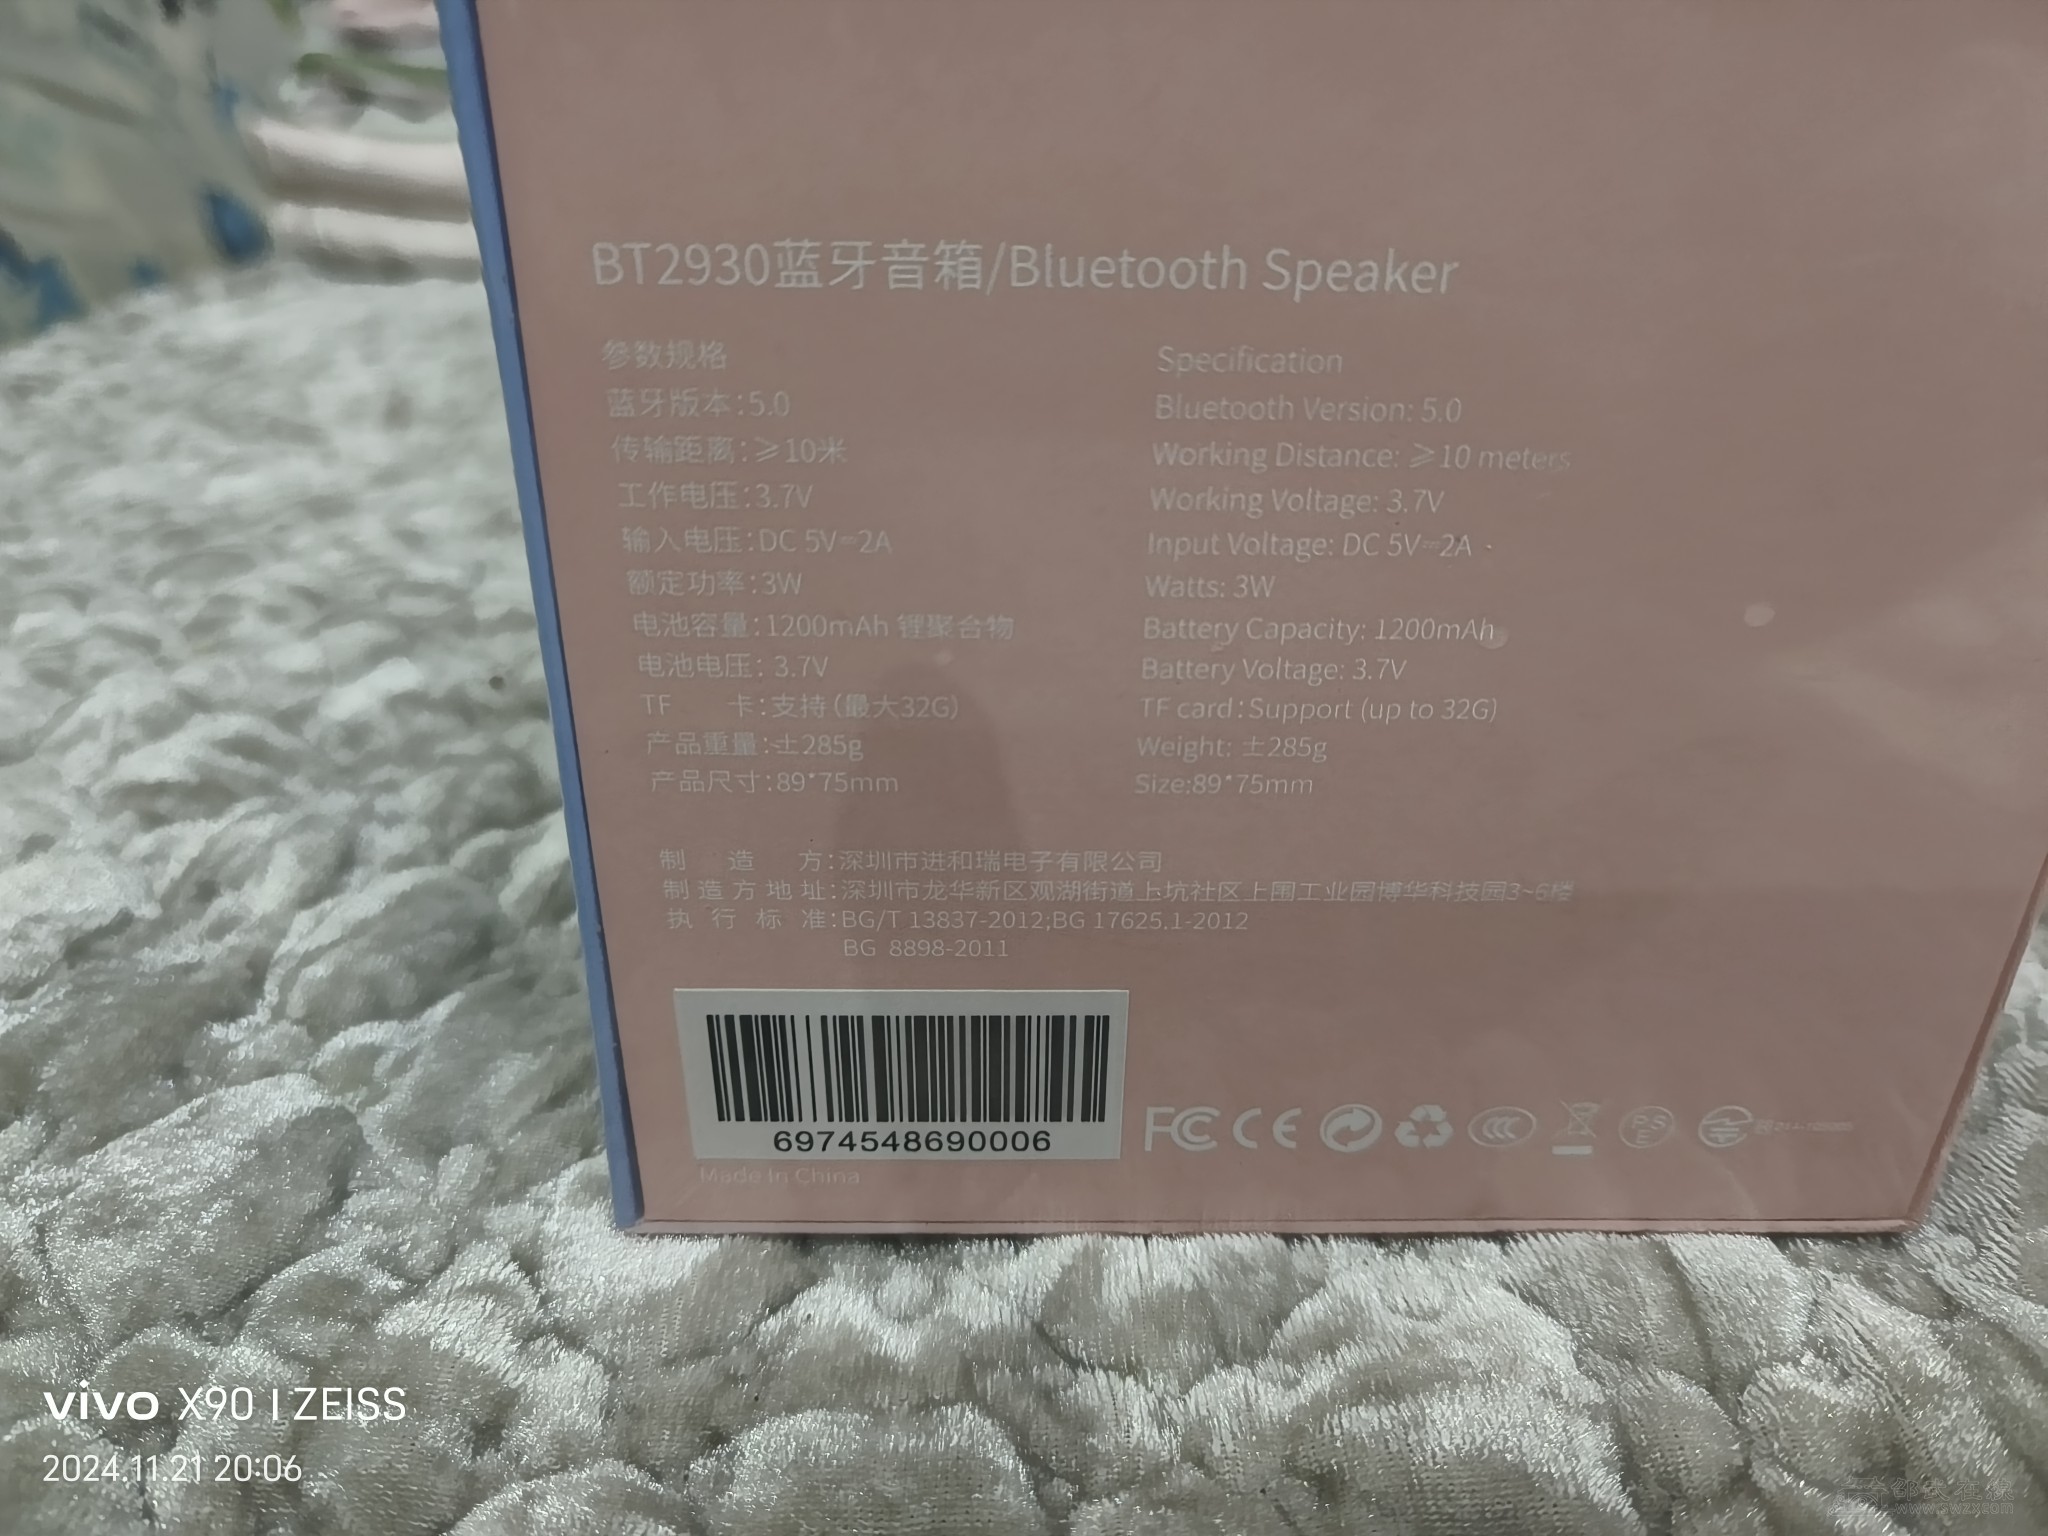 BT2930蓝牙音箱/Bluetooth Speaker
参数规格
蓝牙版本：5.0
传输距离：≥10米
工作电压：3.7V
输入电压：DC 5V⎓2A
额定功率：3W
电池容量：1200mAh 锂聚合物
电池电压：3.7V
TF 卡：支持（最大32G）
产品重量：±285g
产品尺寸：89*75mm
Specification
Bluetooth Version: 5.0
Working Distance: ≥10 meters
Working Voltage: 3.7V
Input Voltage: DC 5V⎓2A
Watts: 3W
Battery Capacity: 1200mAh
Battery Voltage: 3.7V
TF card：Support (up to 32G)
Weight: ±285g
Size:89*75mm
制造方：深圳市进和瑞电子有限公司
制造方地址：深圳市龙华新区观湖街道上坑社区上围工业园博华科技园3~6楼
执行标准：BG/T 13837-2012;BG 17625.1-2012
BG 8898-2011
6974548690006
FC CE
PS E
Made In China
vivo X90 | ZEISS
2024.11.21 20:06